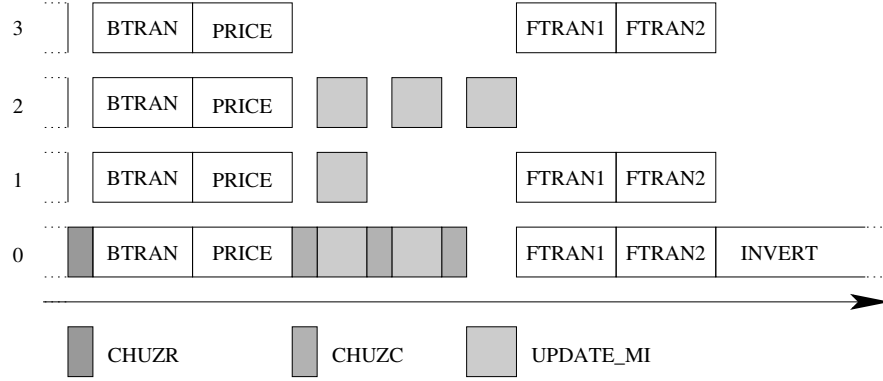 3 BTRAN PRICE FTRAN1 FTRAN2
2 BTRAN PRICE
1 BTRAN PRICE FTRAN1 FTRAN2
0 BTRAN PRICE FTRAN1 FTRAN2 INVERT
CHUZR CHUZC UPDATE_MI